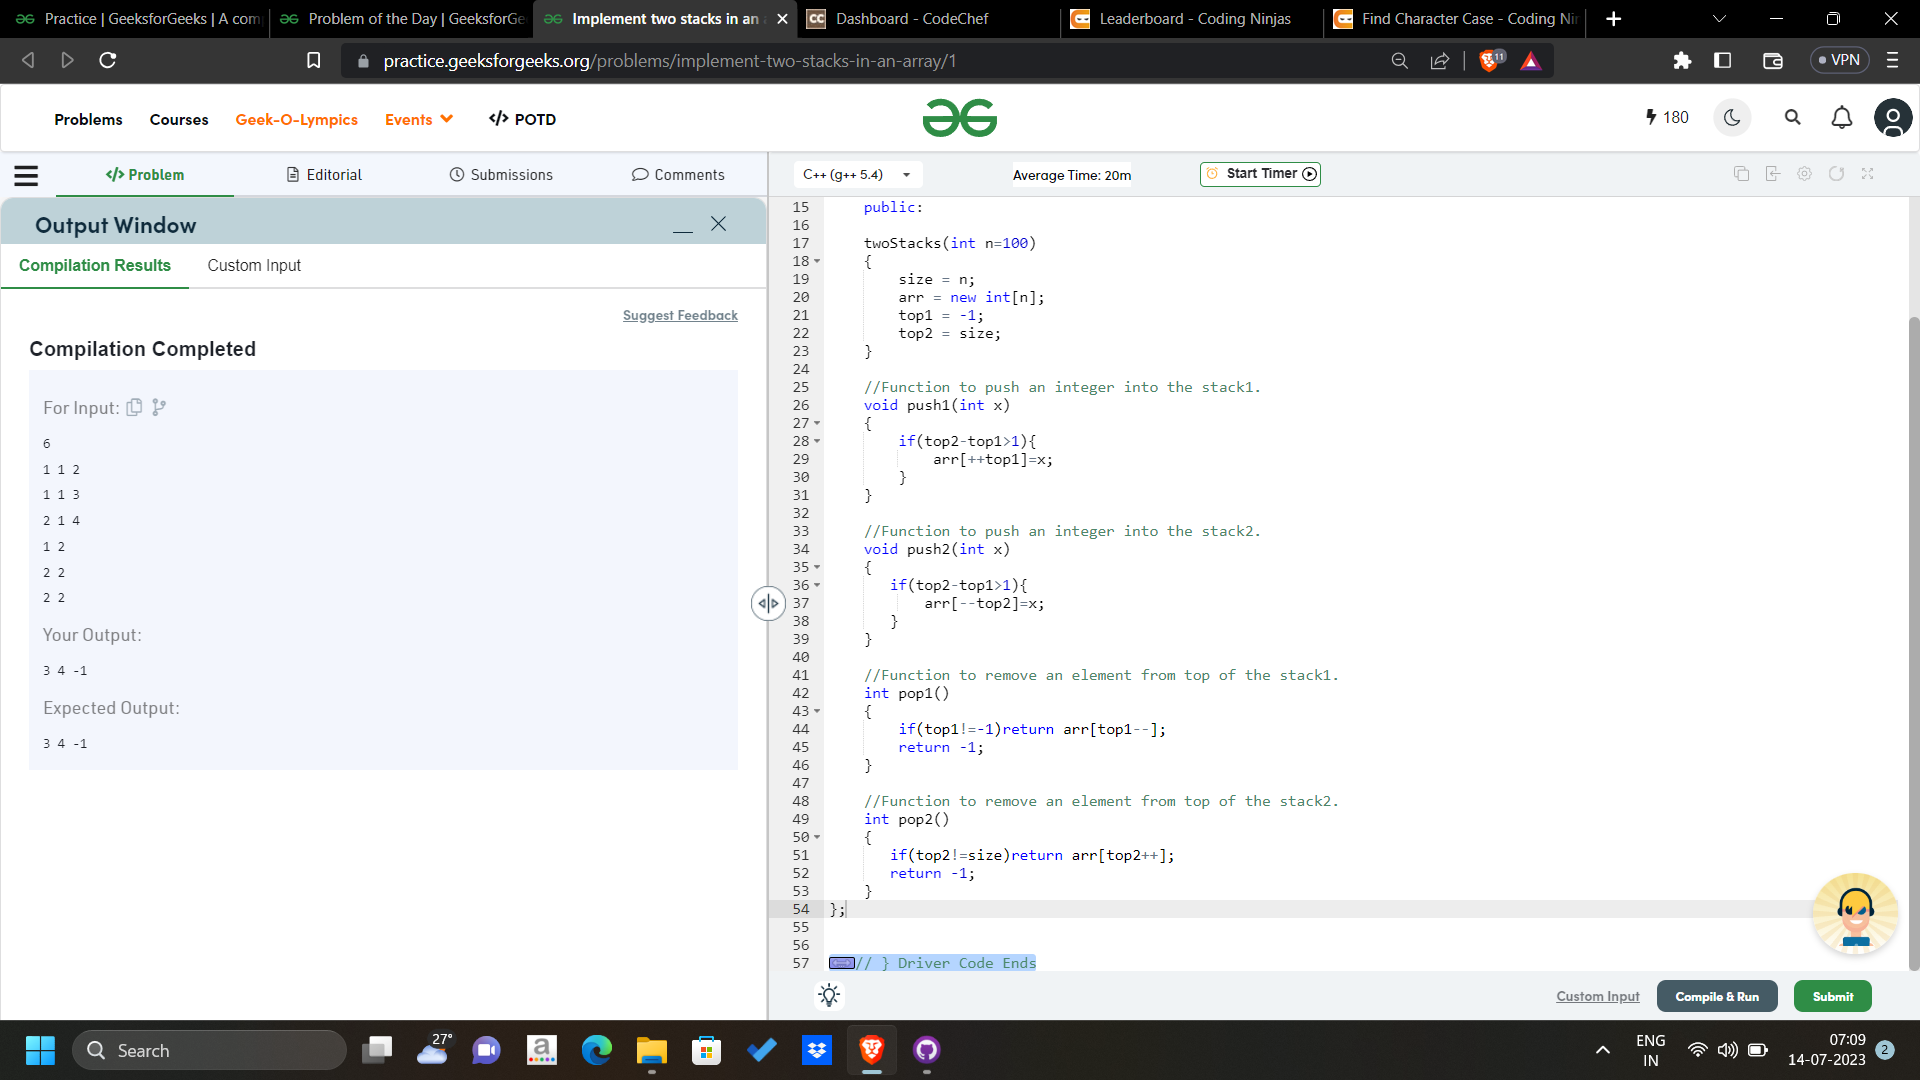 Practice | GeeksforGeeks | A com
Problem of the Day | GeeksforGe
Implement two stacks in an
CC Dashboard - CodeChef
Leaderboard - Coding Ninjas
Find Character Case - Coding Nin
practice.geeksforgeeks.org/problems/implement-two-stacks-in-an-array/1
11
VPN
Problems
Courses
Geek-O-Lympics
Events
</> POTD
180
</> Problem
Editorial
Submissions
Comments
C++ (g++ 5.4)
Average Time: 20m
Start Timer
Output Window
Compilation Results
Custom Input
Suggest Feedback
Compilation Completed
For Input:
6
1 1 2
1 1 3
2 1 4
1 2
2 2
2 2
Your Output:
3 4 -1
Expected Output:
3 4 -1
15 public:
16
17 twoStacks(int n=100)
18 {
19 size = n;
20 arr = new int[n];
21 top1 = -1;
22 top2 = size;
23 }
24
25 //Function to push an integer into the stack1.
26 void push1(int x)
27 {
28 if(top2-top1>1){
29 arr[++top1]=x;
30 }
31 }
32
33 //Function to push an integer into the stack2.
34 void push2(int x)
35 {
36 if(top2-top1>1){
37 arr[--top2]=x;
38 }
39 }
40
41 //Function to remove an element from top of the stack1.
42 int pop1()
43 {
44 if(top1!=-1)return arr[top1--];
45 return -1;
46 }
47
48 //Function to remove an element from top of the stack2.
49 int pop2()
50 {
51 if(top2!=size)return arr[top2++];
52 return -1;
53 }
54 };
55
56
57 // } Driver Code Ends
Custom Input
Compile & Run
Submit
Search
27°
a
ENG
IN
07:09
14-07-2023
2